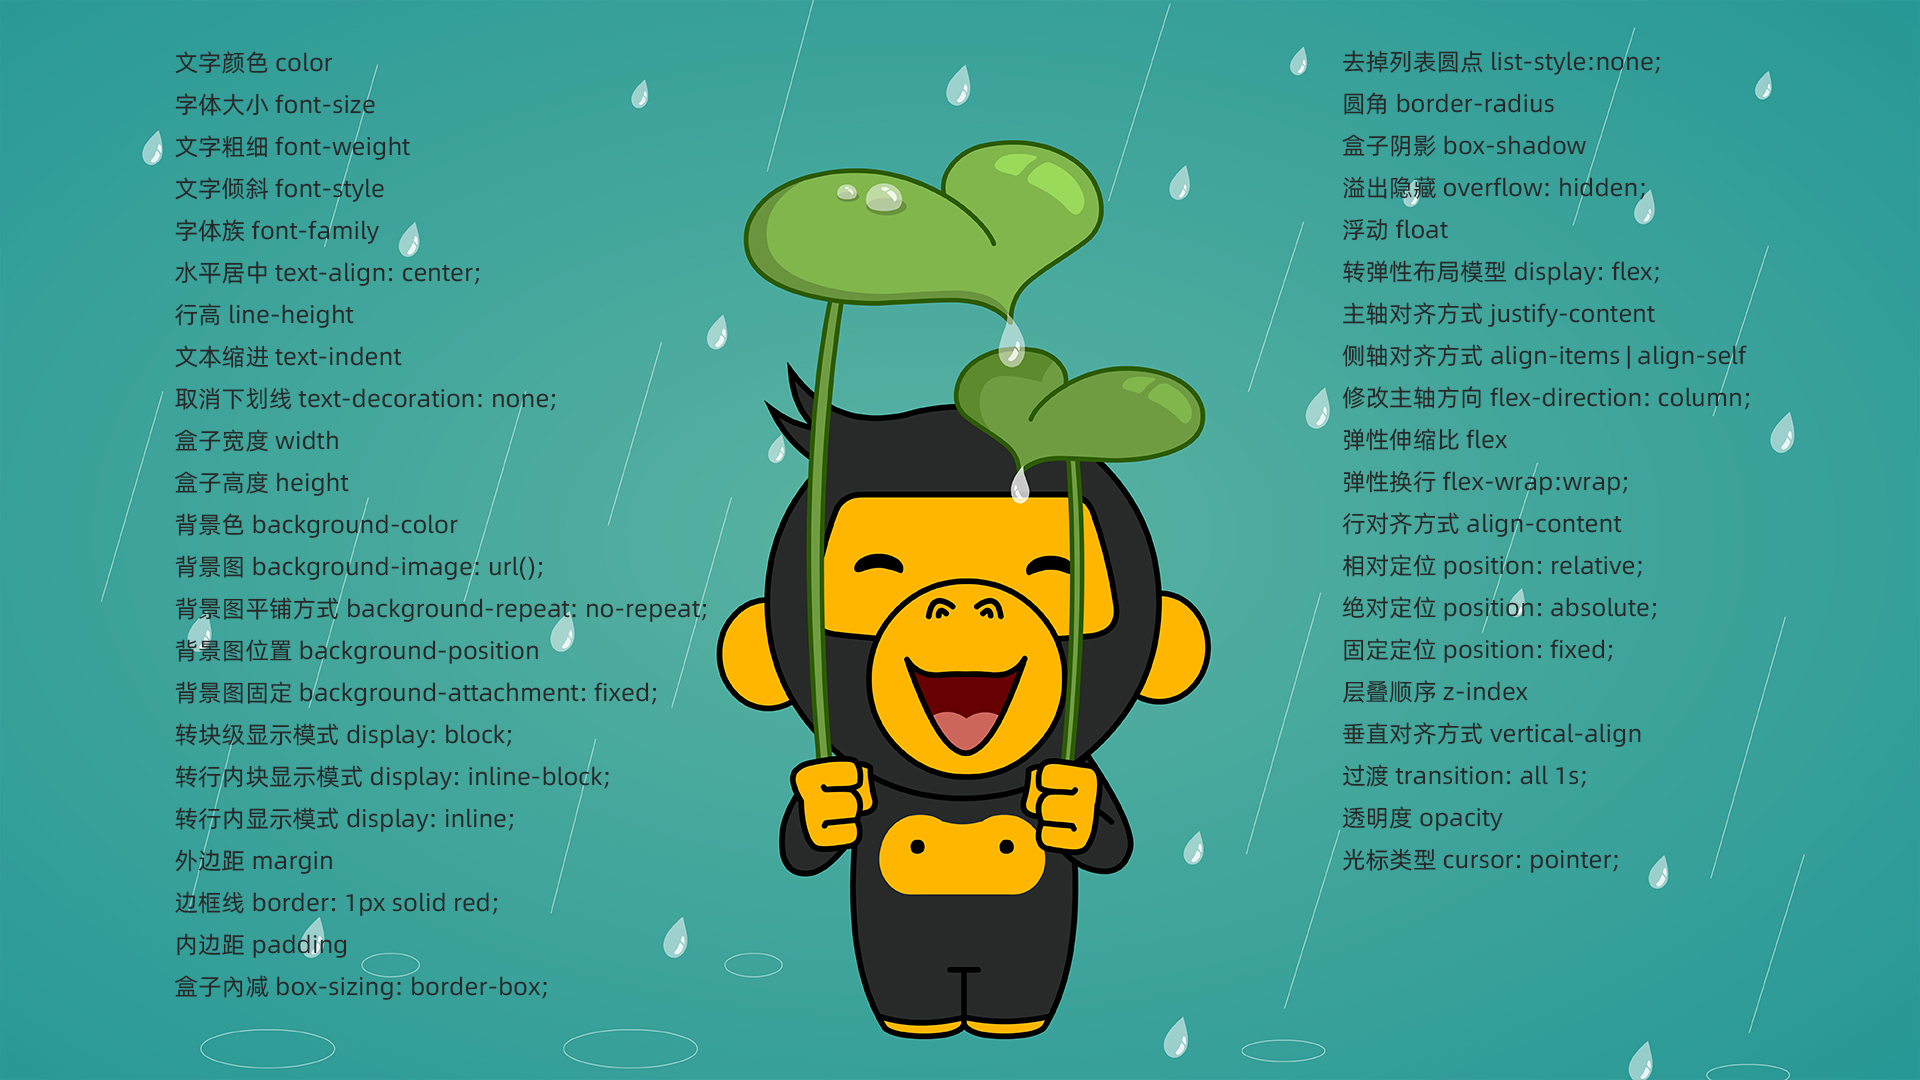 文字颜色 color
字体大小 font-size
文字粗细 font-weight
文字倾斜 font-style
字体族 font-family
水平居中 text-align: center;
行高 line-height
文本缩进 text-indent
取消下划线 text-decoration: none;
盒子宽度 width
盒子高度 height
背景色 background-color
背景图 background-image: url();
背景图平铺方式 background-repeat: no-repeat;
背景图位置 background-position
背景图固定 background-attachment: fixed;
转块级显示模式 display: block;
转行内块显示模式 display: inline-block;
转行内显示模式 display: inline;
外边距 margin
边框线 border: 1px solid red;
内边距 padding
盒子內减 box-sizing: border-box;
去掉列表圆点 list-style:none;
圆角 border-radius
盒子阴影 box-shadow
溢出隐藏 overflow: hidden;
浮动 float
转弹性布局模型 display: flex;
主轴对齐方式 justify-content
侧轴对齐方式 align-items | align-self
修改主轴方向 flex-direction: column;
弹性伸缩比 flex
弹性换行 flex-wrap:wrap;
行对齐方式 align-content
相对定位 position: relative;
绝对定位 position: absolute;
固定定位 position: fixed;
层叠顺序 z-index
垂直对齐方式 vertical-align
过渡 transition: all 1s;
透明度 opacity
光标类型 cursor: pointer;